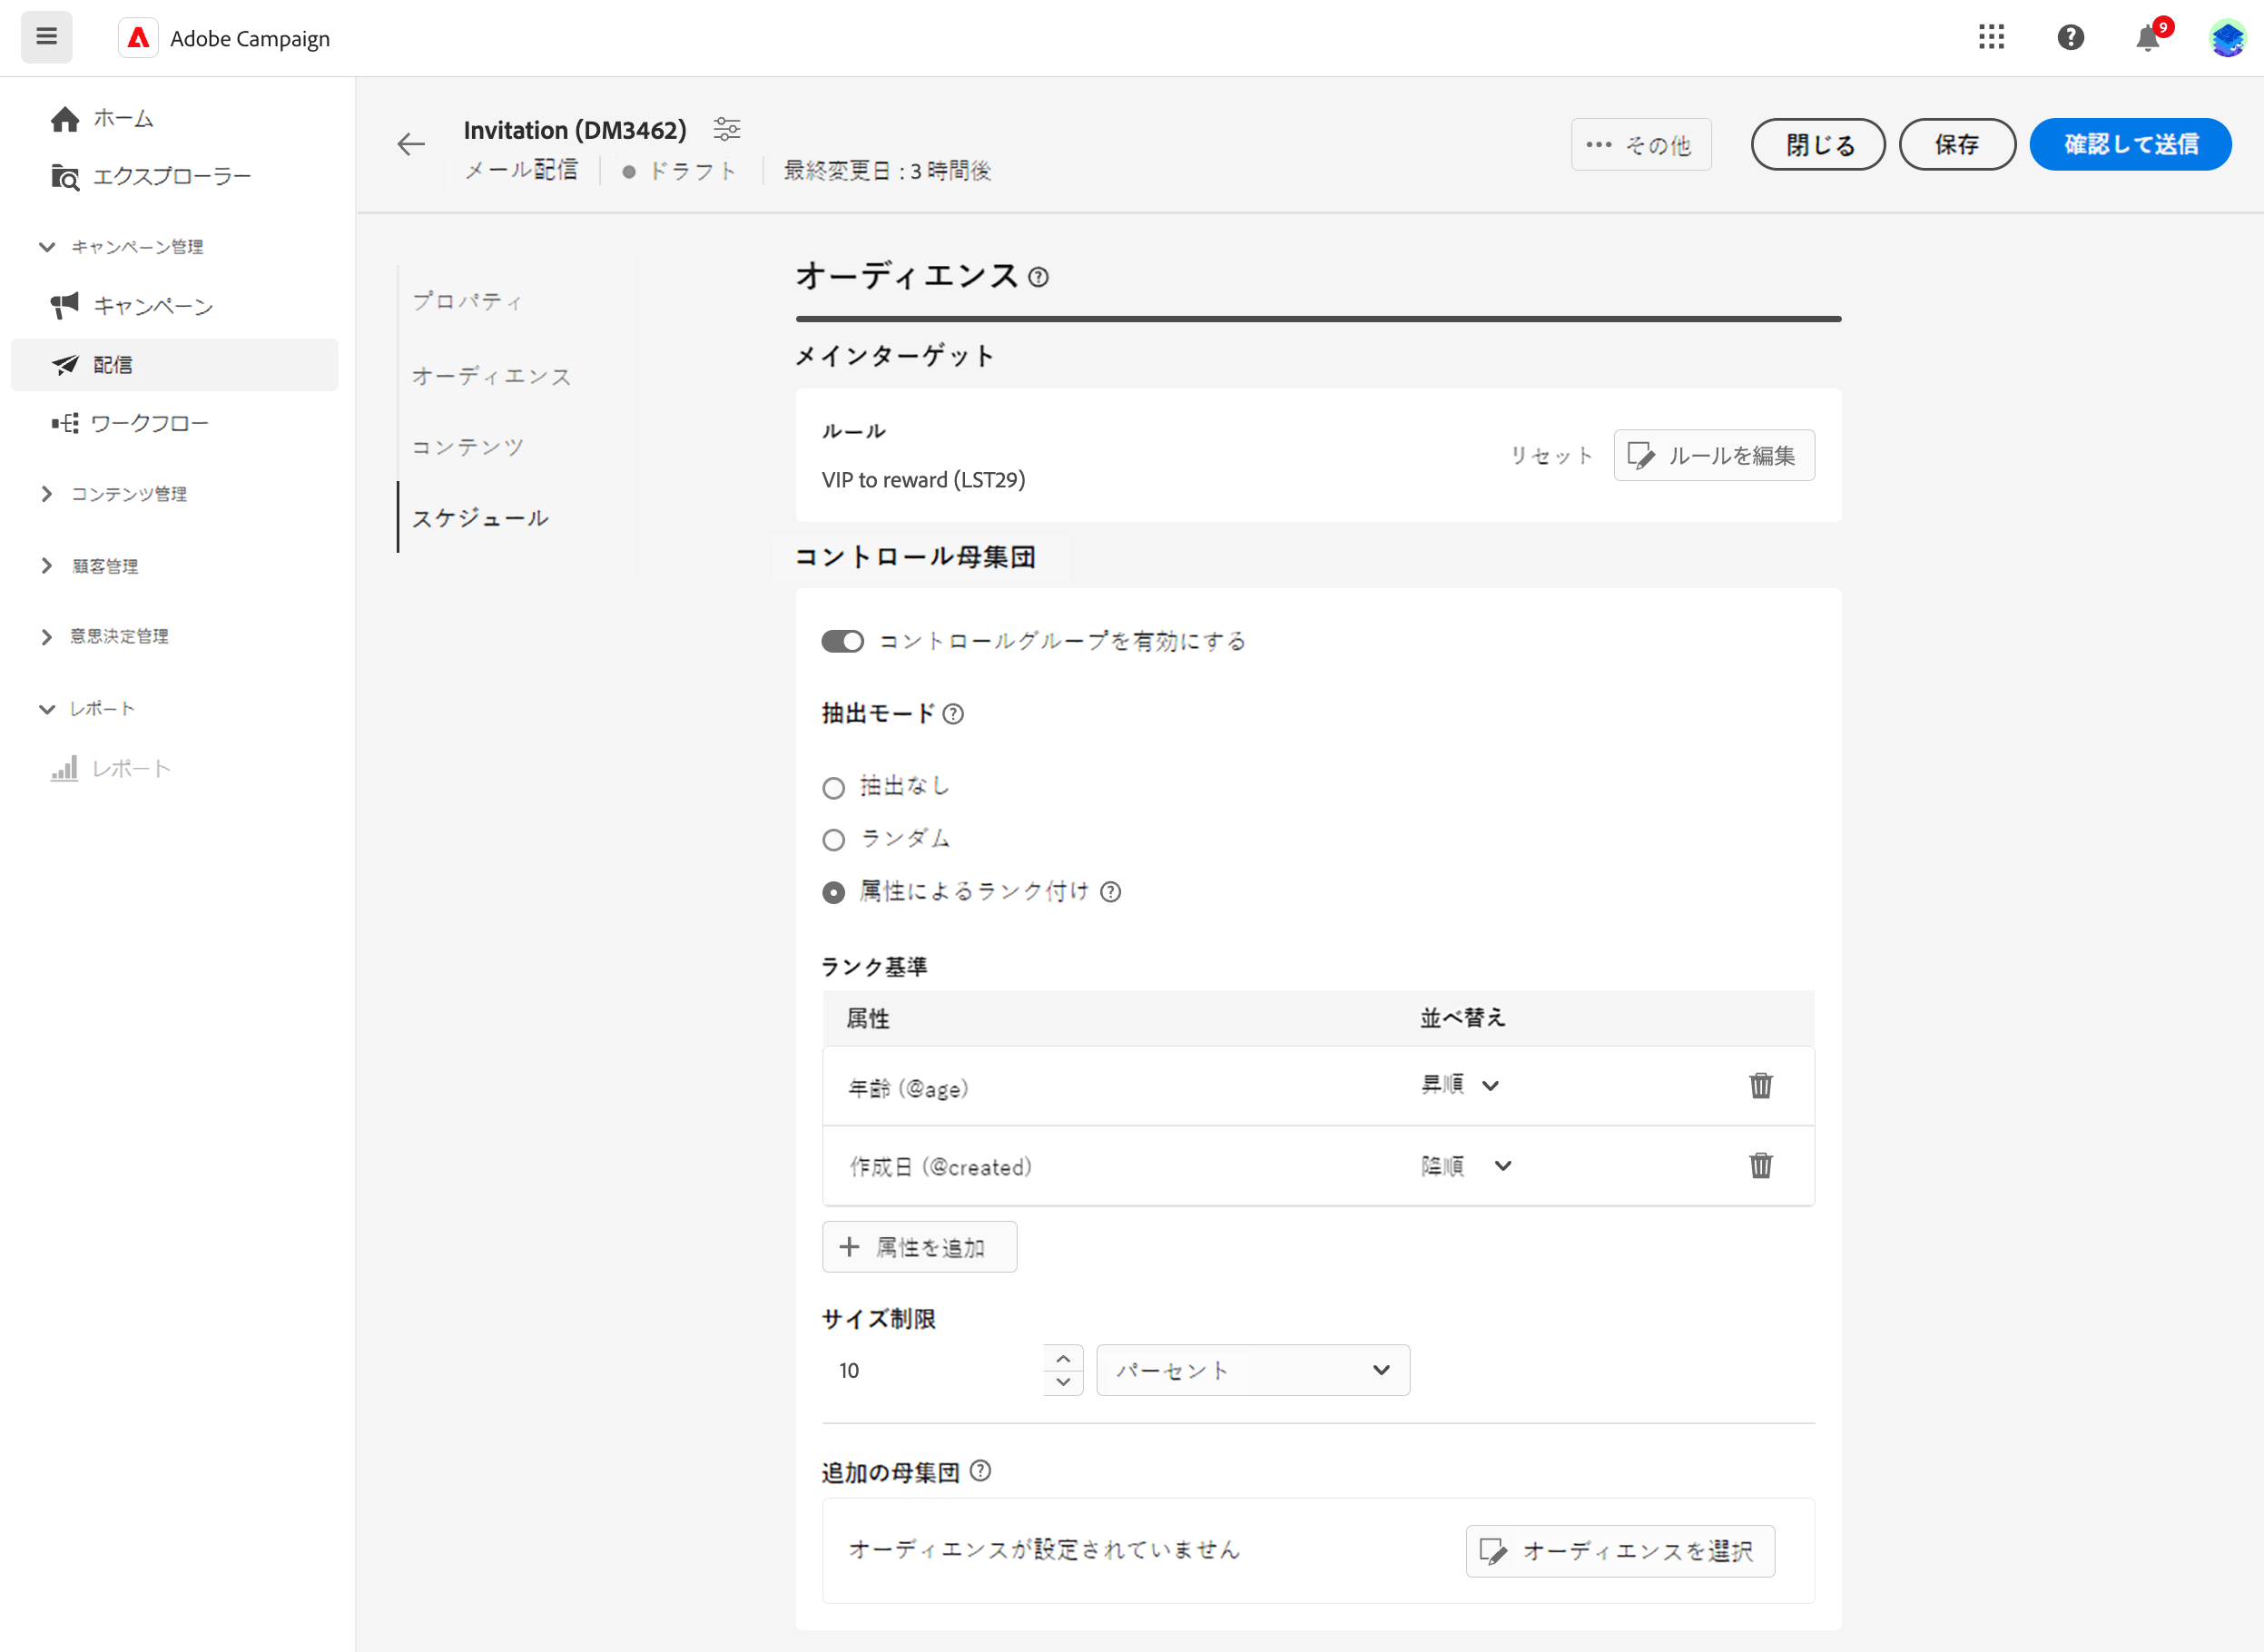 Adobe Campaign
9
ホーム
エクスプローラー
キャンペーン管理
キャンペーン
配信
ワークフロー
コンテンツ管理
顧客管理
意思決定管理
レポート
レポート
Invitation (DM3462)
メール配信
ドラフト
最終変更日 : 3 時間後
その他
閉じる
保存
確認して送信
プロパティ
オーディエンス
コンテンツ
スケジュール
オーディエンス
メインターゲット
ルール
VIP to reward (LST29)
リセット
ルールを編集
コントロール母集団
コントロールグループを有効にする
抽出モード
抽出なし
ランダム
属性によるランク付け
ランク基準
属性 並べ替え
年齢 (@age) 昇順
作成日 (@created) 降順
属性を追加
サイズ制限
10 パーセント
追加の母集団
オーディエンスが設定されていません
オーディエンスを選択